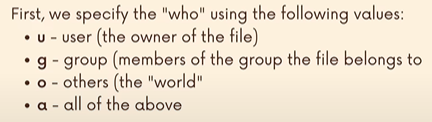 First, we specify the "who" using the following values:
• u - user (the owner of the file)
• g - group (members of the group the file belongs to
• o - others (the "world"
• a - all of the above